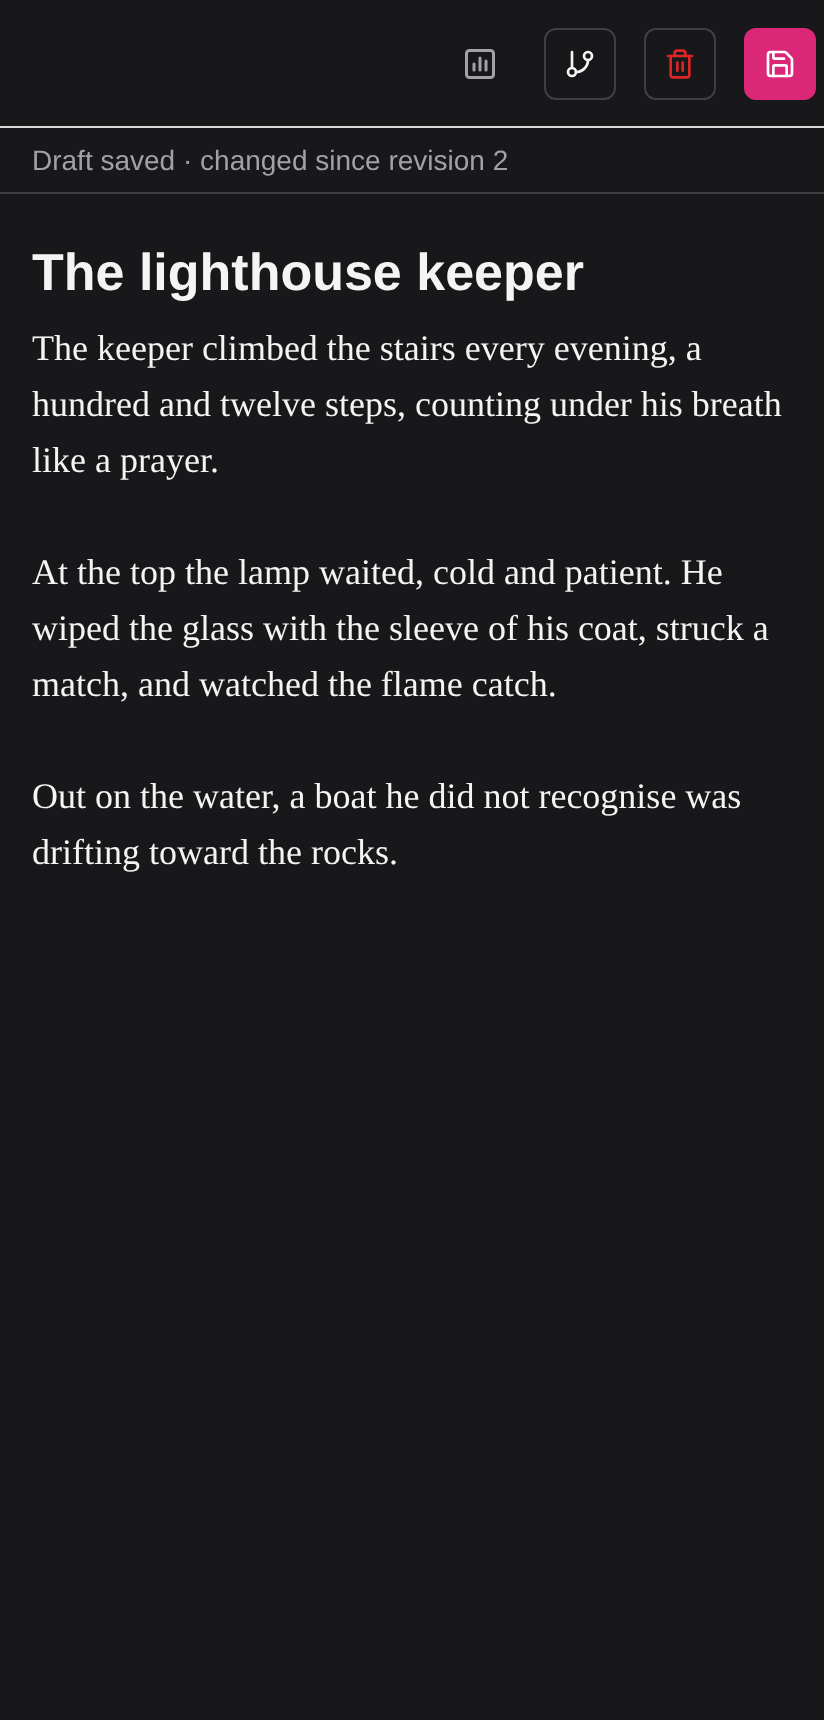 Draft saved · changed since revision 2
The lighthouse keeper
The keeper climbed the stairs every evening, a
hundred and twelve steps, counting under his breath
like a prayer.
At the top the lamp waited, cold and patient. He
wiped the glass with the sleeve of his coat, struck a
match, and watched the flame catch.
Out on the water, a boat he did not recognise was
drifting toward the rocks.